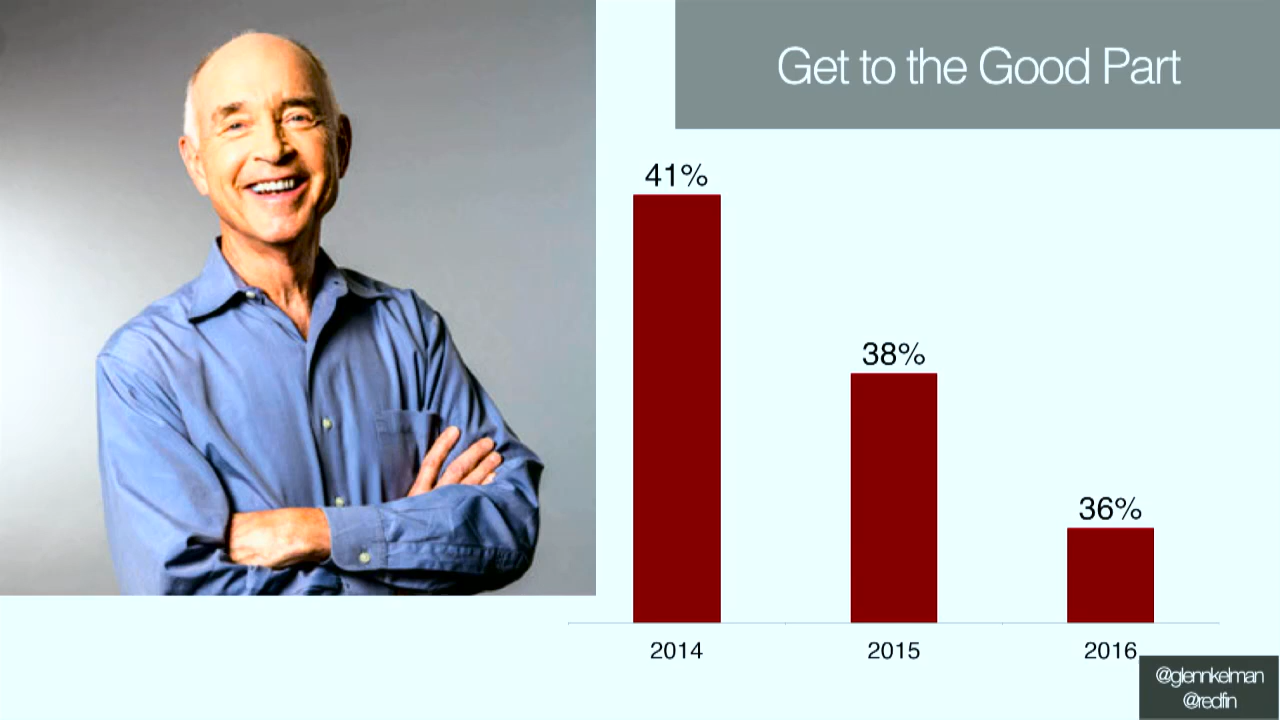 Get to the Good Part
41%
38%
36%
2014
2015
2016
@glennkelman
@redfin